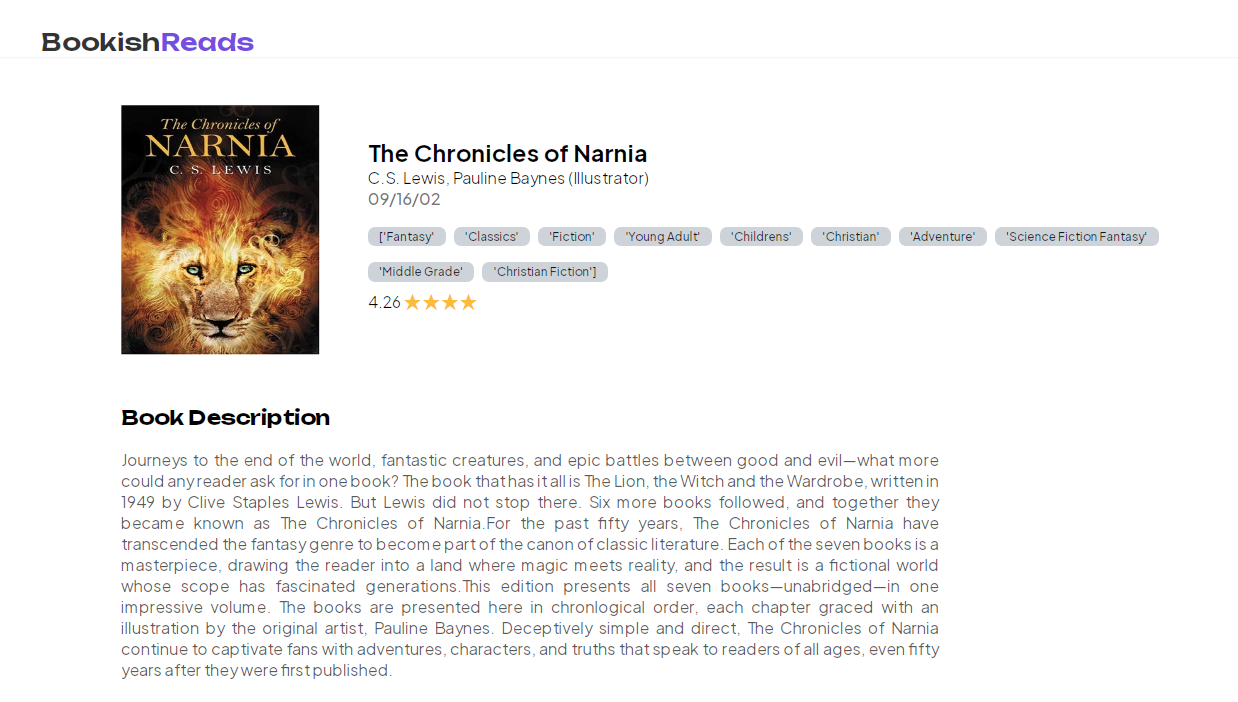 BookishReads
The Chronicles of
NARNIA
C. S. LEWIS
The Chronicles of Narnia
C.S. Lewis, Pauline Baynes (Illustrator)
09/16/02
['Fantasy' 'Classics' 'Fiction' 'Young Adult' 'Childrens' 'Christian' 'Adventure' 'Science Fiction Fantasy'
'Middle Grade' 'Christian Fiction']
4.26
Book Description
Journeys to the end of the world, fantastic creatures, and epic battles between good and evil—what more
could any reader ask for in one book? The book that has it all is The Lion, the Witch and the Wardrobe, written in
1949 by Clive Staples Lewis. But Lewis did not stop there. Six more books followed, and together they
became known as The Chronicles of Narnia.For the past fifty years, The Chronicles of Narnia have
transcended the fantasy genre to become part of the canon of classic literature. Each of the seven books is a
masterpiece, drawing the reader into a land where magic meets reality, and the result is a fictional world
whose scope has fascinated generations.This edition presents all seven books—unabridged—in one
impressive volume. The books are presented here in chronlogical order, each chapter graced with an
illustration by the original artist, Pauline Baynes. Deceptively simple and direct, The Chronicles of Narnia
continue to captivate fans with adventures, characters, and truths that speak to readers of all ages, even fifty
years after they were first published.